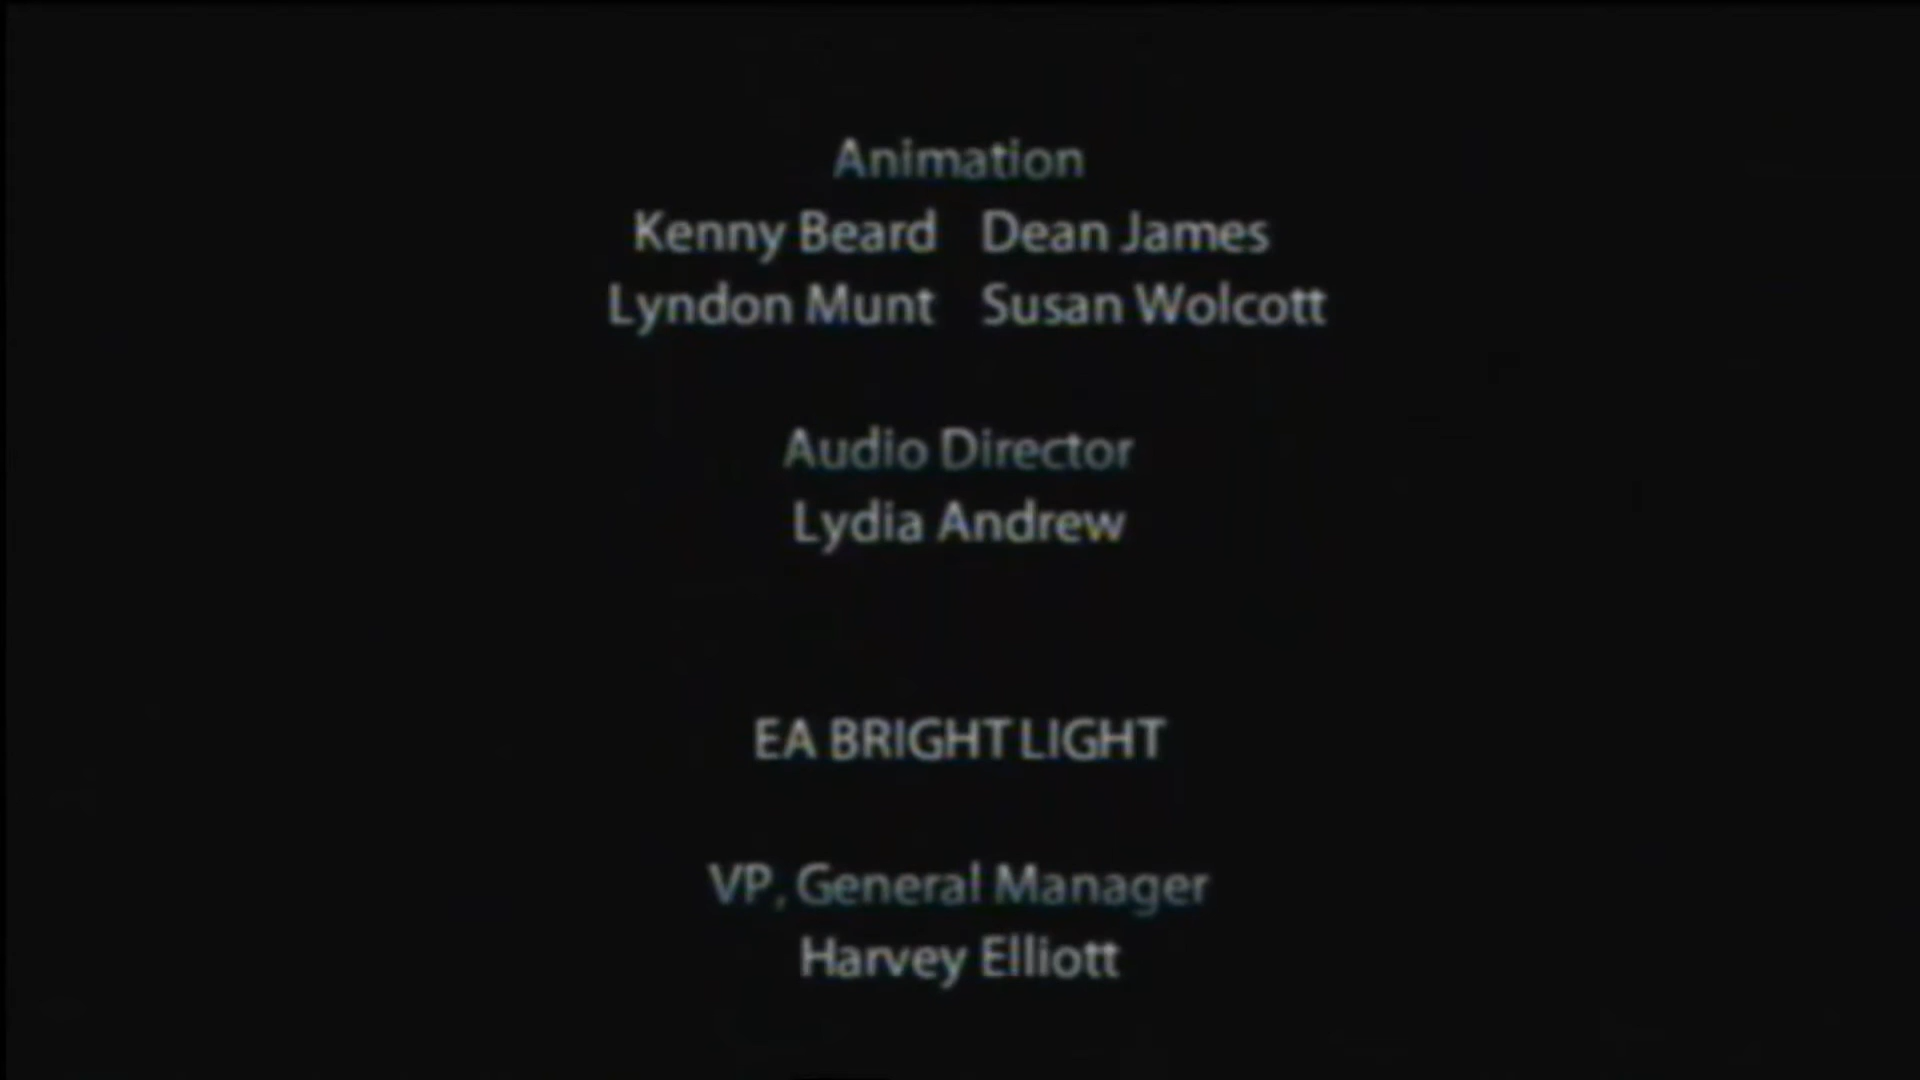 Animation
Kenny Beard Dean James
Lyndon Munt Susan Wolcott
Audio Director
Lydia Andrew
EA BRIGHT LIGHT
VP, General Manager
Harvey Elliott